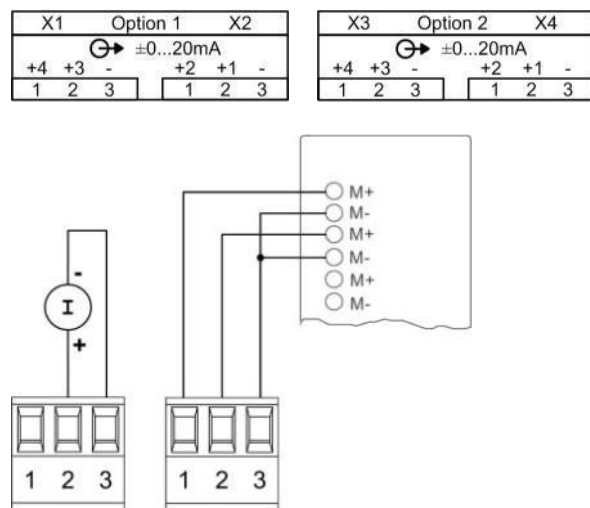 X1 Option 1 X2
±0...20mA
+4 +3 - +2 +1 -
1 2 3 1 2 3
X3 Option 2 X4
±0...20mA
+4 +3 - +2 +1 -
1 2 3 1 2 3
M+
M-
M+
M-
M+
M-
-
I
+
1 2 3
1 2 3